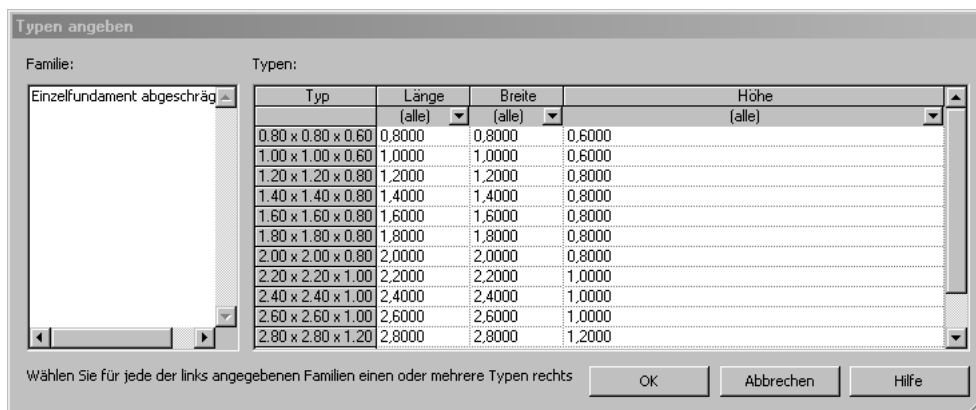 Typen angeben
Familie: Typen:
Einzelfundament abgeschräg
Typ Länge Breite Höhe
(alle) (alle) (alle)
0.80 x 0.80 x 0.60 0,8000 0,8000 0,6000
1.00 x 1.00 x 0.60 1,0000 1,0000 0,6000
1.20 x 1.20 x 0.80 1,2000 1,2000 0,8000
1.40 x 1.40 x 0.80 1,4000 1,4000 0,8000
1.60 x 1.60 x 0.80 1,6000 1,6000 0,8000
1.80 x 1.80 x 0.80 1,8000 1,8000 0,8000
2.00 x 2.00 x 0.80 2,0000 2,0000 0,8000
2.20 x 2.20 x 1.00 2,2000 2,2000 1,0000
2.40 x 2.40 x 1.00 2,4000 2,4000 1,0000
2.60 x 2.60 x 1.00 2,6000 2,6000 1,0000
2.80 x 2.80 x 1.20 2,8000 2,8000 1,2000
Wählen Sie für jede der links angegebenen Familien einen oder mehrere Typen rechts
OK Abbrechen Hilfe